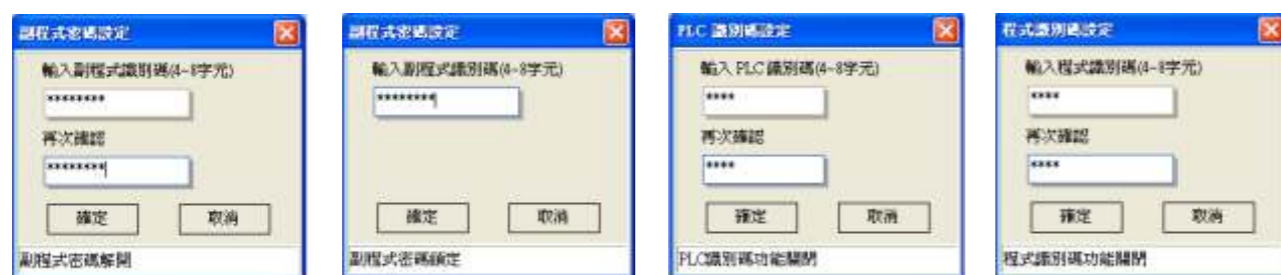 副程式密碼設定
輸入副程式識別碼(4~8字元)
********
再次確認
********
確定
取消
副程式密碼解開
副程式密碼設定
輸入副程式識別碼(4~8字元)
********
確定
取消
副程式密碼鎖定
PLC 識別碼設定
輸入 PLC 識別碼(4~8字元)
****
再次確認
****
確定
取消
PLC識別碼功能關閉
程式識別碼設定
輸入程式識別碼(4~8字元)
****
再次確認
****
確定
取消
程式識別碼功能關閉